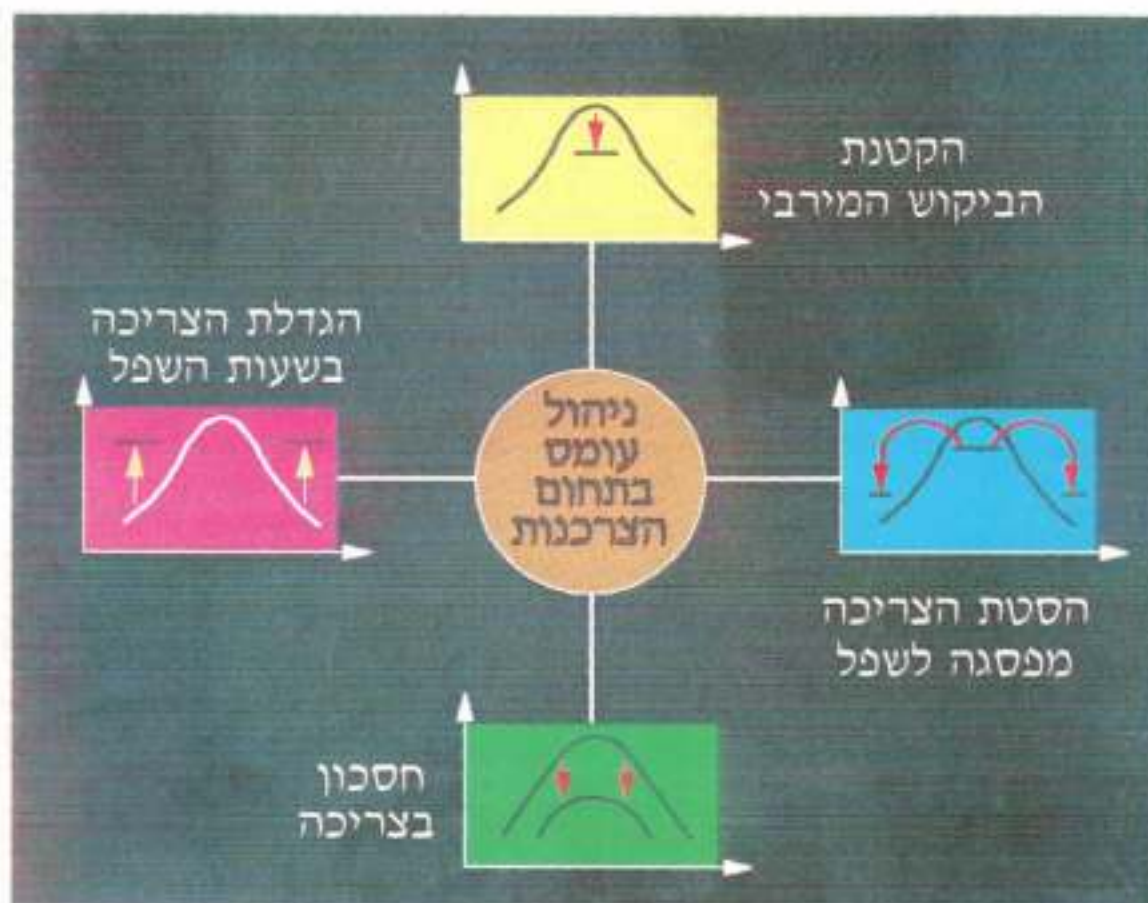 הקטנת
הביקוש המירבי
הגדלת הצריכה
בשעות השפל
ניהול
עומס
בתחום
הצרכנות
הסטת הצריכה
מפסגה לשפל
חסכון
בצריכה